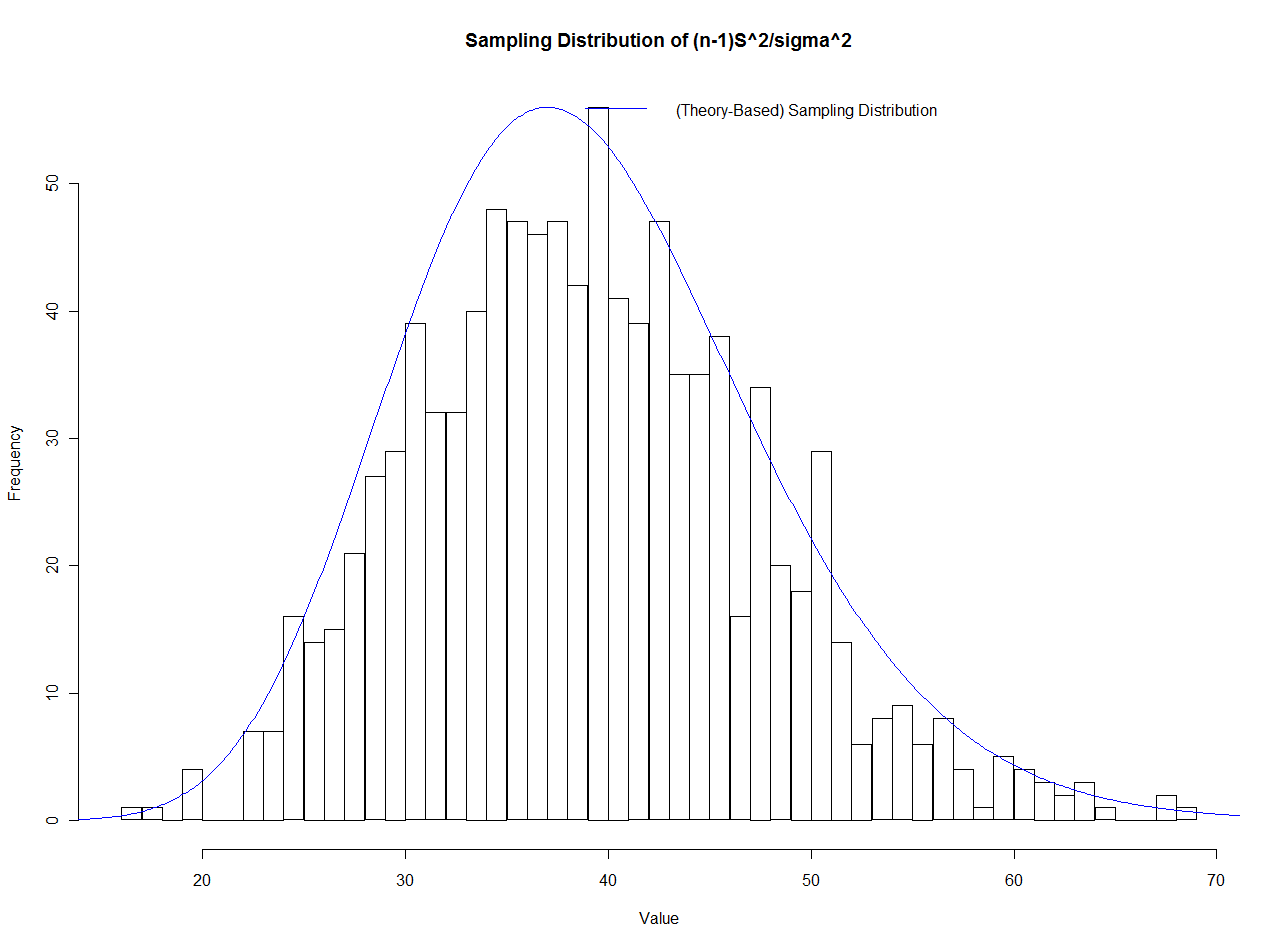 Sampling Distribution of (n-1)S^2/sigma^2
(Theory-Based) Sampling Distribution
Frequency
50
40
30
20
10
0
20 30 40 50 60 70
Value